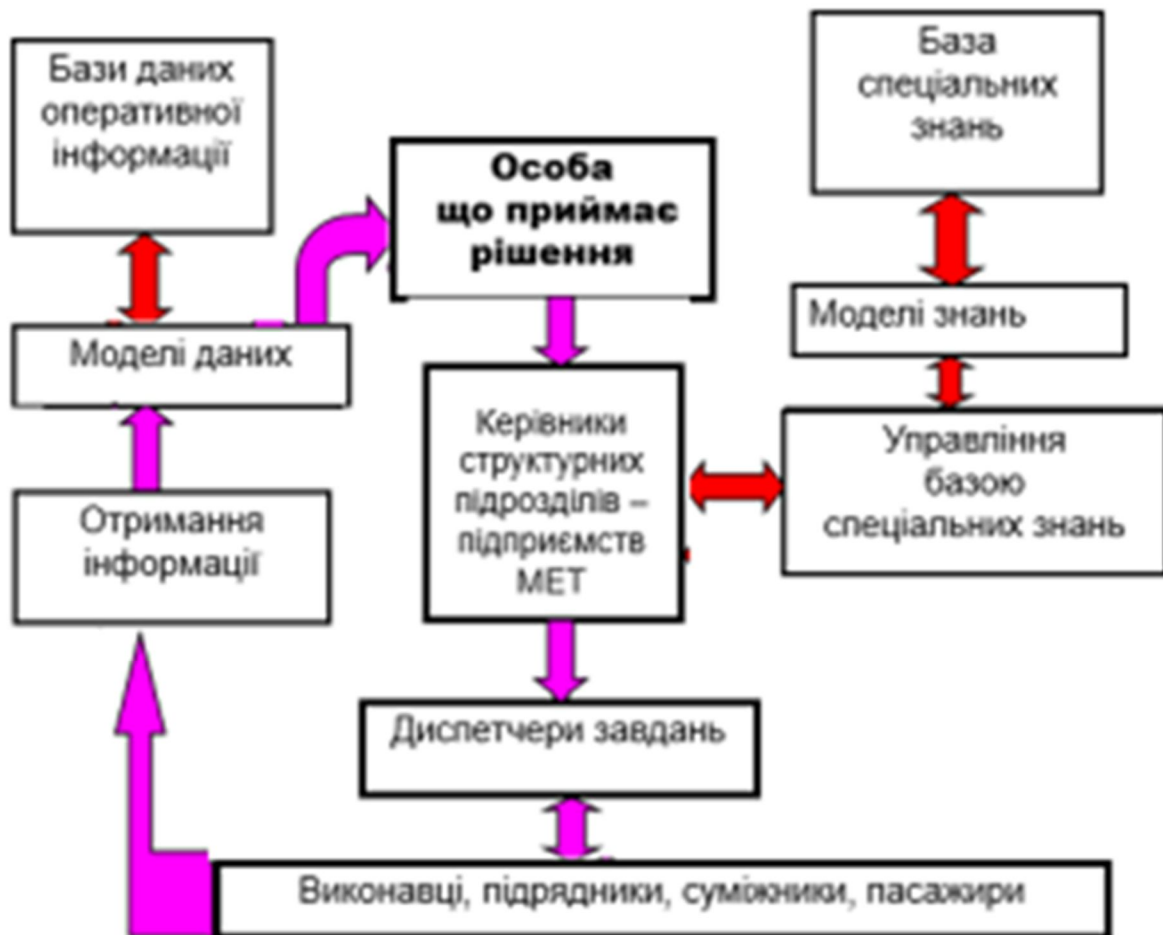 Бази даних
оперативної
інформації
База
спеціальних
знань
Особа
що приймає
рішення
Моделі даних
Моделі знань
Керівники
структурних
підрозділів –
підприємств
МЕТ
Управління
базою
спеціальних знань
Отримання
інформації
Диспетчери завдань
Виконавці, підрядники, суміжники, пасажири